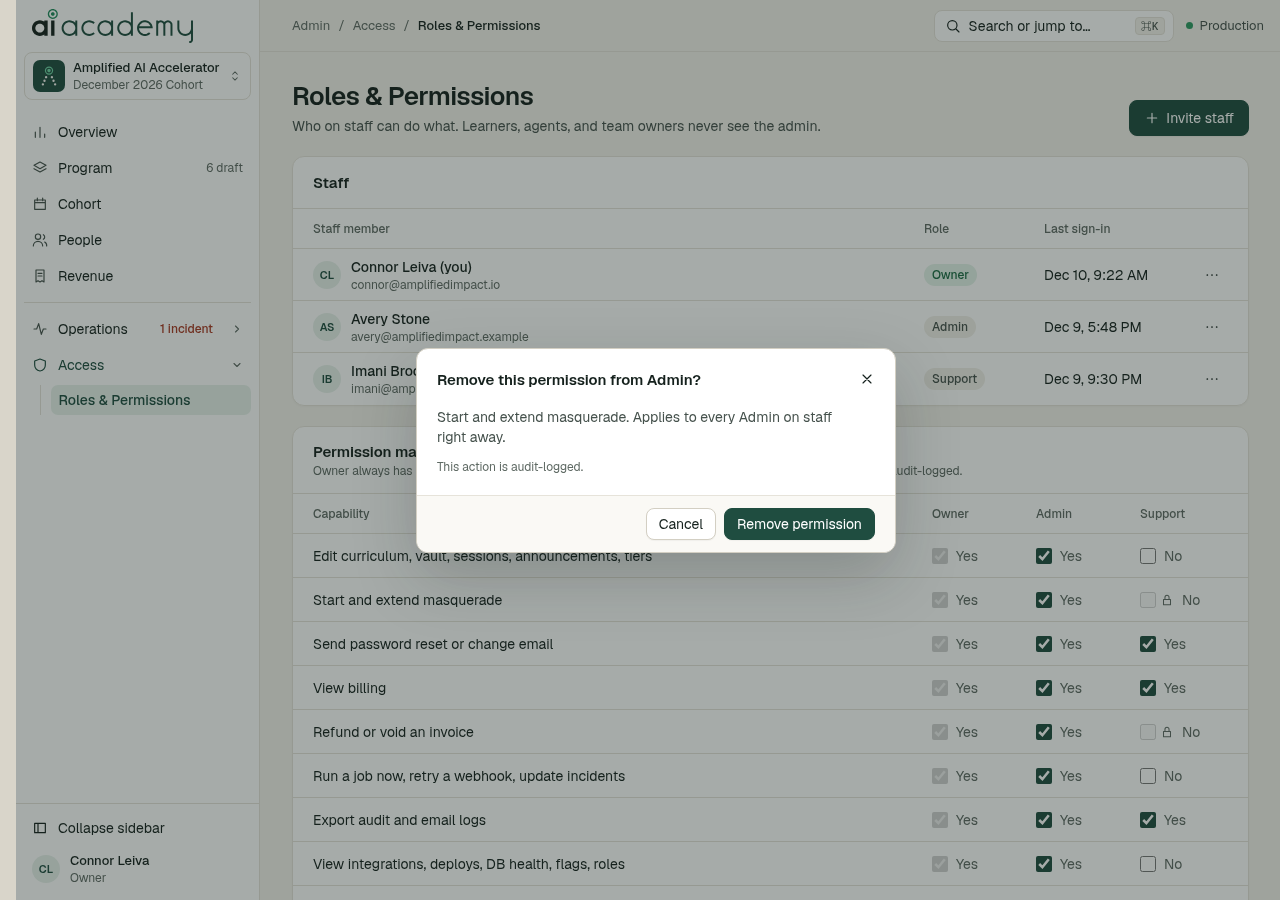 ai academy
Amplified AI Accelerator
December 2026 Cohort
Overview
Program 6 draft
Cohort
People
Revenue
Operations 1 incident
Access
Roles & Permissions
Collapse sidebar
CL
Connor Leiva
Owner
Admin / Access / Roles & Permissions
Search or jump to… ⌘K
Production
Roles & Permissions
Who on staff can do what. Learners, agents, and team owners never see the admin.
+ Invite staff
Staff
Staff member Role Last sign-in
CL Connor Leiva (you) Owner Dec 10, 9:22 AM ···
connor@amplifiedimpact.io
AS Avery Stone Admin Dec 9, 5:48 PM ···
avery@amplifiedimpact.example
IB Imani Support Dec 9, 9:30 PM ···
Remove this permission from Admin?
Start and extend masquerade. Applies to every Admin on staff
right away.
This action is audit-logged.
Cancel Remove permission
Permission
Owner always has
Capability Owner Admin Support
Edit curriculum, vault, sessions, announcements, tiers Yes Yes No
Start and extend masquerade Yes Yes No
Send password reset or change email Yes Yes Yes
View billing Yes Yes Yes
Refund or void an invoice Yes Yes No
Run a job now, retry a webhook, update incidents Yes Yes No
Export audit and email logs Yes Yes Yes
View integrations, deploys, DB health, flags, roles Yes Yes No